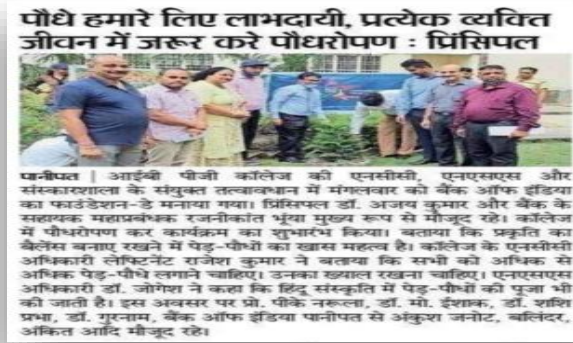 पौधे हमारे लिए लाभदायी, प्रत्येक व्यक्ति
जीवन में जरूर करे पौधरोपण : प्रिंसिपल
पानीपत | आईबी पीजी कॉलेज की एनसीसी, एनएसएस और
संस्कारशाला के संयुक्त तत्वावधान में मंगलवार को बैंक ऑफ इंडिया
का फाउंडेशन-डे मनाया गया। प्रिंसिपल डॉ. अजय कुमार और बैंक के
सहायक महाप्रबंधक रजनीकांत भूंया मुख्य रूप से मौजूद रहे। कॉलेज
में पौधरोपण कर कार्यक्रम का शुभारंभ किया। बताया कि प्रकृति का
बैलेंस बनाए रखने में पेड़-पौधों का खास महत्व है। कॉलेज के एनसीसी
अधिकारी लेफ्टिनेंट राजेश कुमार ने बताया कि सभी को अधिक से
अधिक पेड़-पौधे लगाने चाहिए। उनका ख्याल रखना चाहिए। एनएसएस
अधिकारी डॉ. जोगेश ने कहा कि हिंदू संस्कृति में पेड़-पौधों की पूजा भी
की जाती है। इस अवसर पर प्रो. पीके नरूला, डॉ. मो. ईशाक, डॉ. शशि
प्रभा, डॉ. गुरनाम, बैंक ऑफ इंडिया पानीपत से अंकुश जनोट, बलिंदर,
अंकित आदि मौजूद रहे।